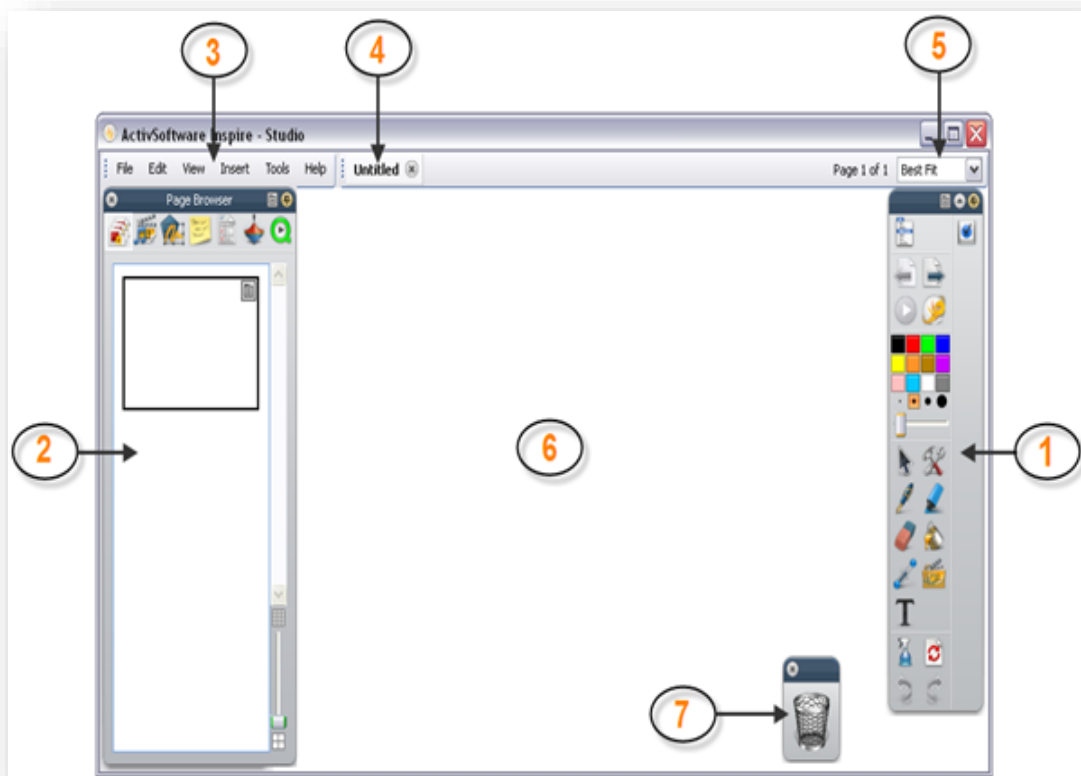 3
4
5
ActivSoftware Inspire - Studio
File Edit View Insert Tools Help Untitled Page 1 of 1 Best Fit
Page Browser
2
6
1
T
7